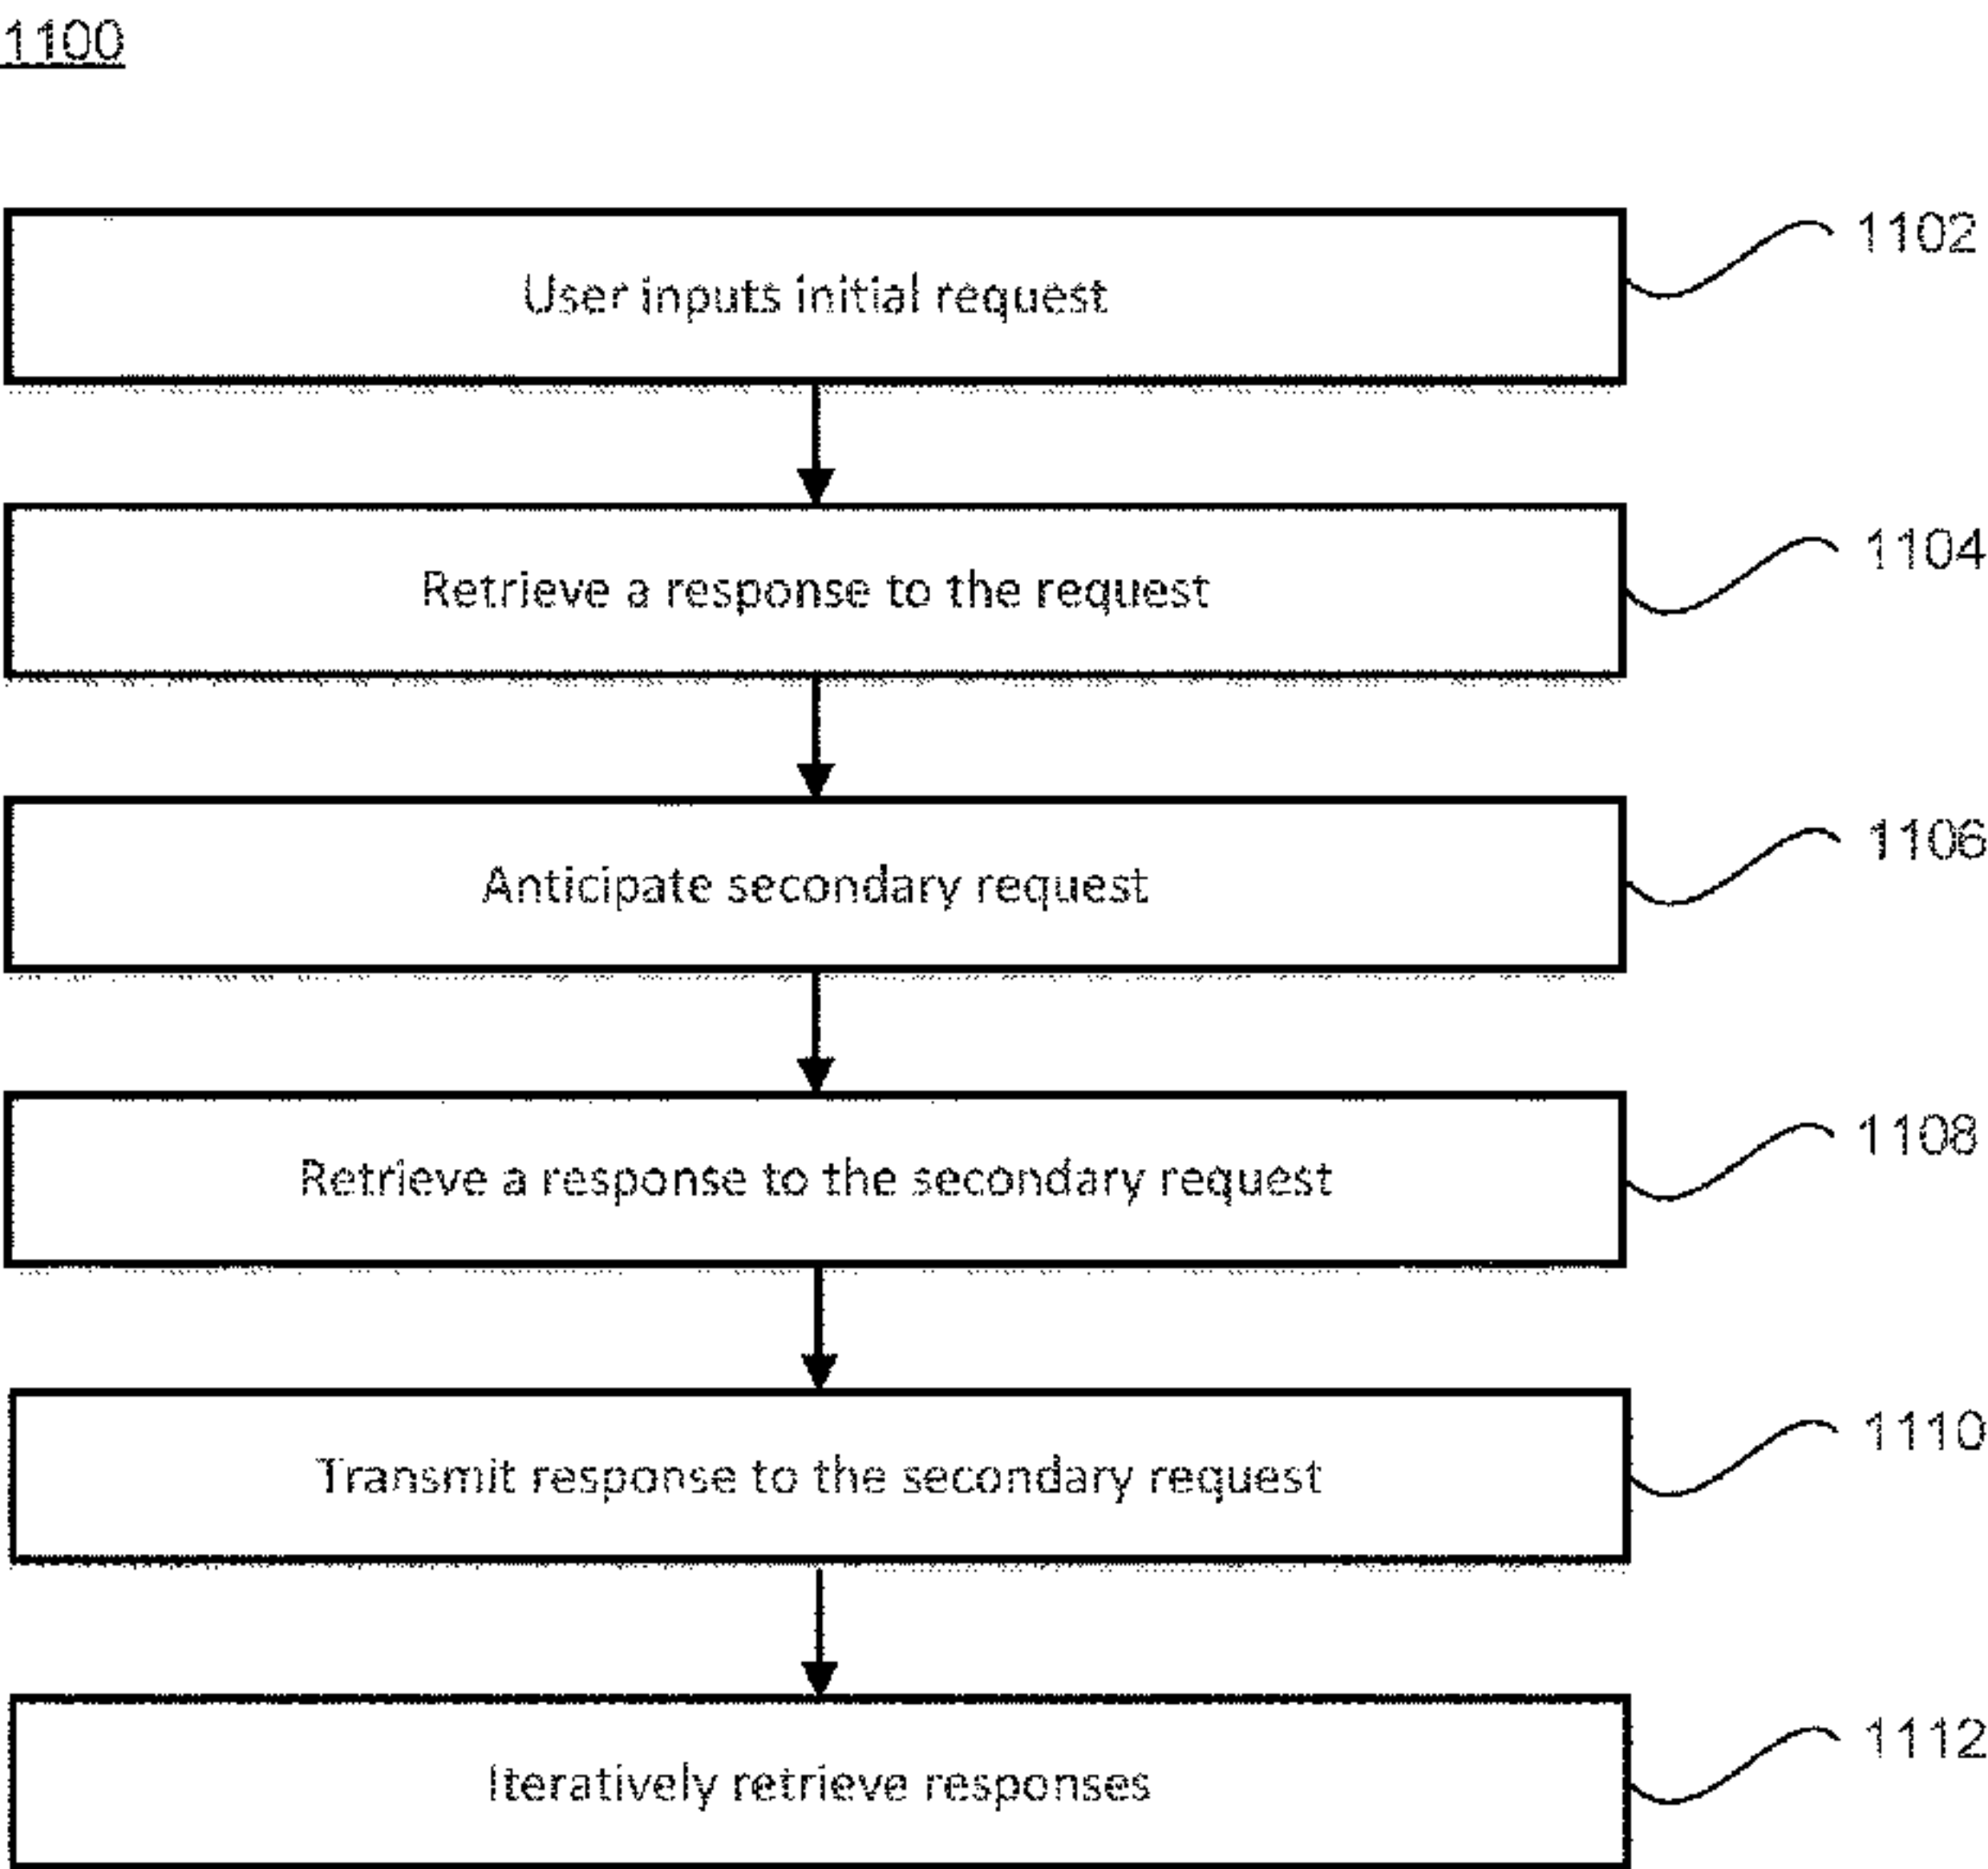 1100
User inputs initial request
1102
Retrieve a response to the request
1104
Anticipate secondary request
1106
Retrieve a response to the secondary request
1108
Transmit response to the secondary request
1110
Iteratively retrieve responses
1112